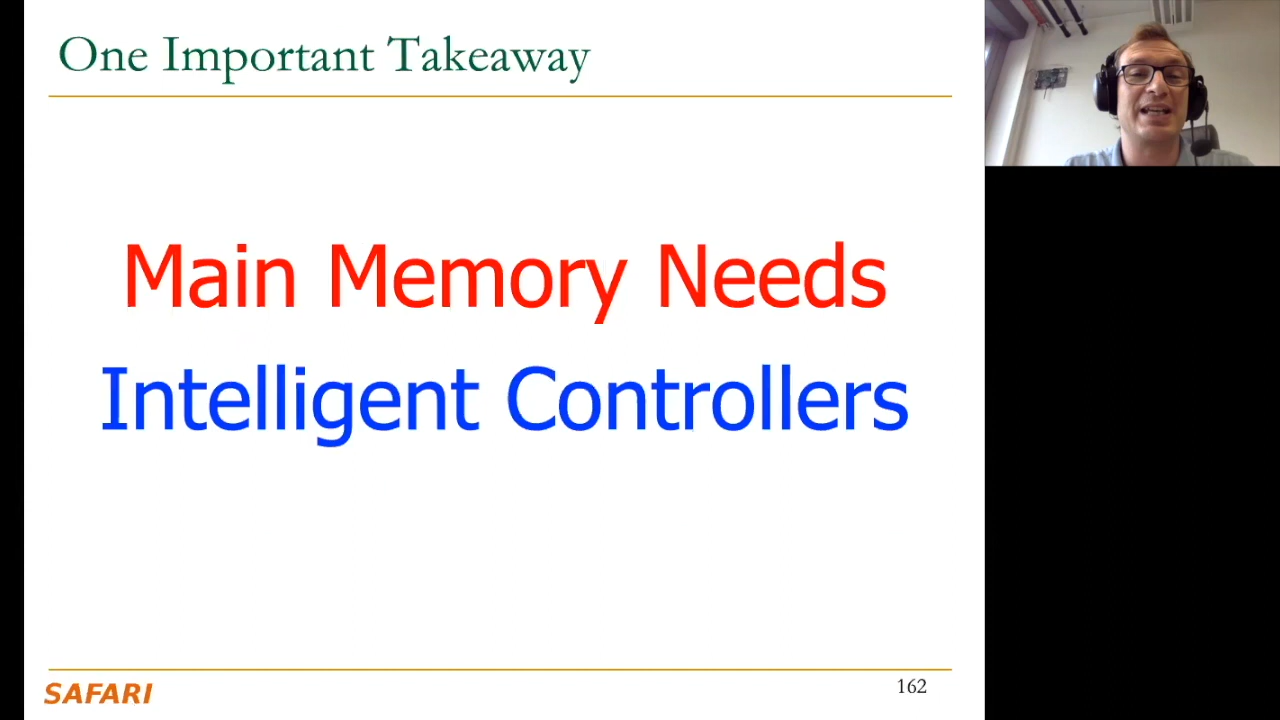 One Important Takeaway
Main Memory Needs
Intelligent Controllers
SAFARI
162